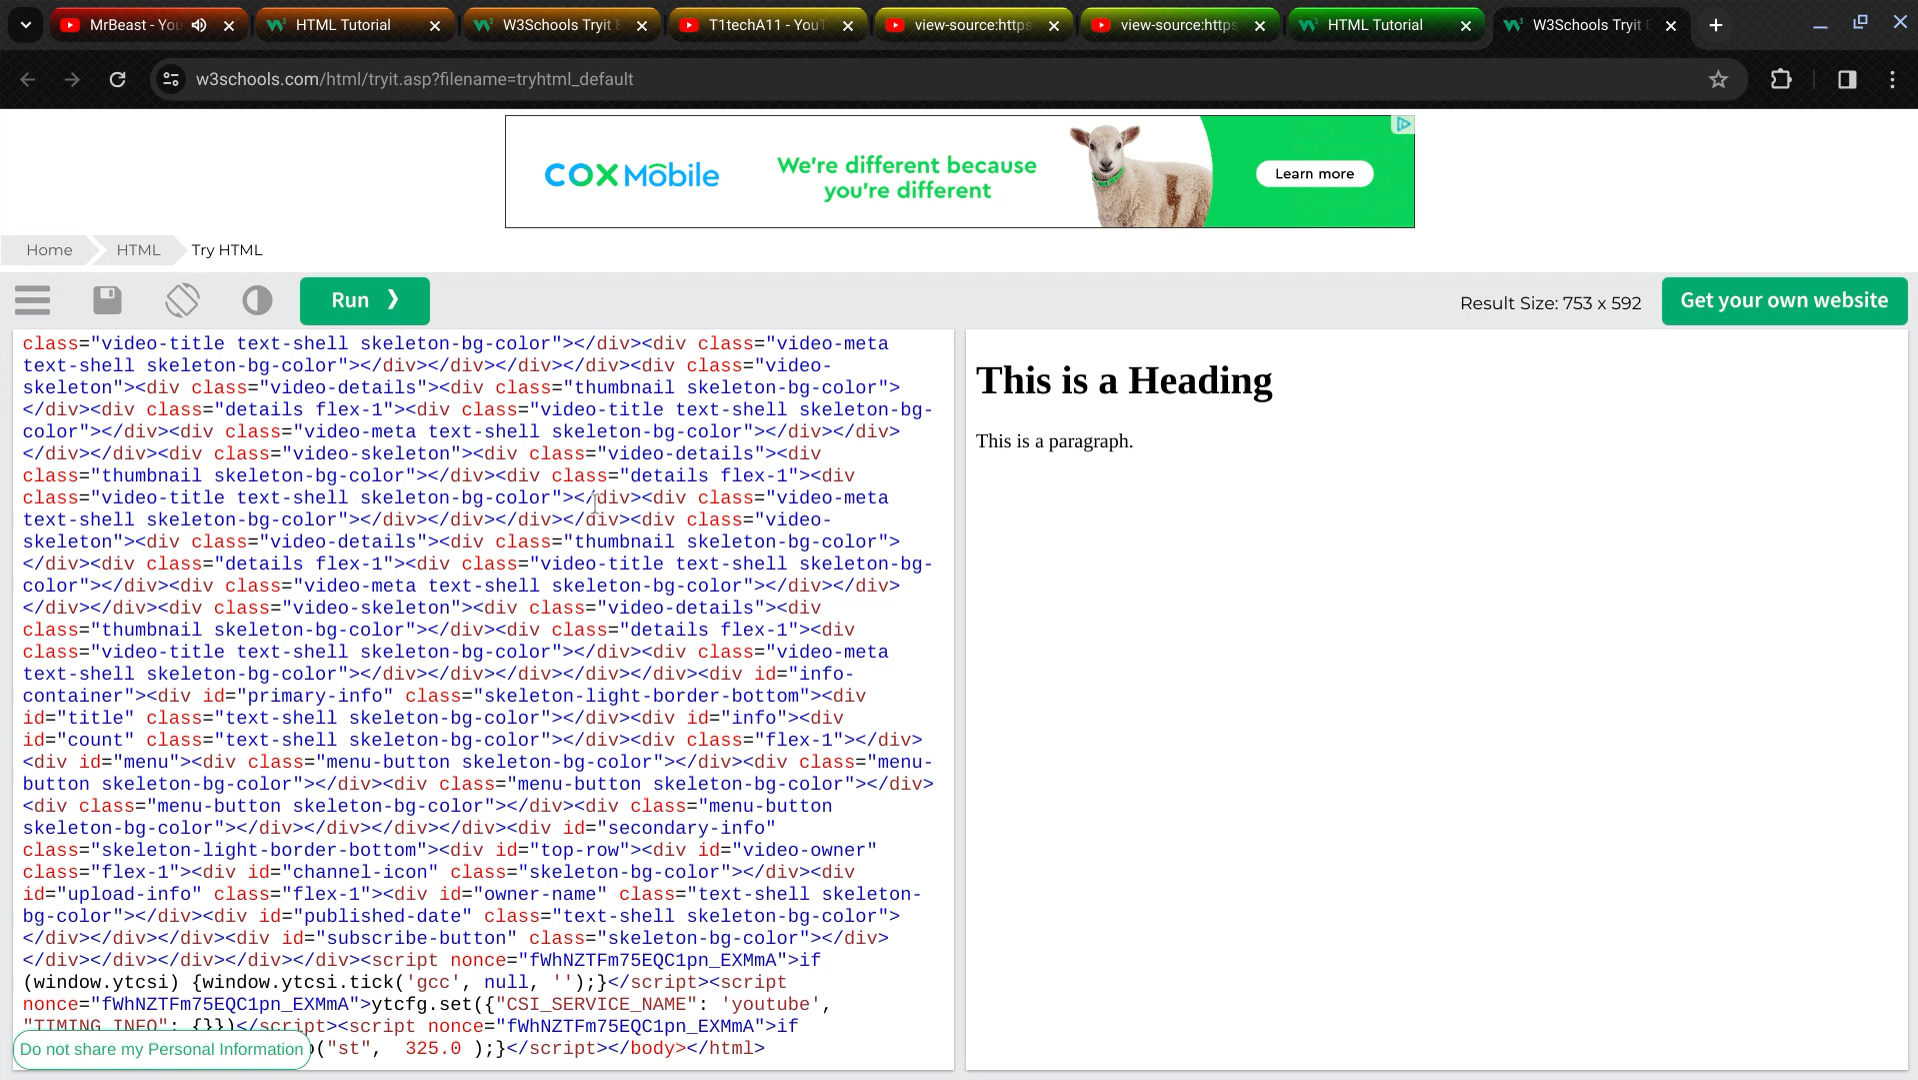 MrBeast - You
HTML Tutorial
W3Schools Tryit E
T1techA11 - YouT
view-source:https
view-source:https
HTML Tutorial
W3Schools Tryit E
w3schools.com/html/tryit.asp?filename=tryhtml_default
COX Mobile
We're different because
you're different
Learn more
Home
HTML
Try HTML
Run ❯
Result Size: 753 x 592
Get your own website
class="video-title text-shell skeleton-bg-color"></div><div class="video-meta
text-shell skeleton-bg-color"></div></div></div></div><div class="video-
skeleton"><div class="video-details"><div class="thumbnail skeleton-bg-color">
</div><div class="details flex-1"><div class="video-title text-shell skeleton-bg-
color"></div><div class="video-meta text-shell skeleton-bg-color"></div></div>
</div></div><div class="video-skeleton"><div class="video-details"><div
class="thumbnail skeleton-bg-color"></div><div class="details flex-1"><div
class="video-title text-shell skeleton-bg-color"></div><div class="video-meta
text-shell skeleton-bg-color"></div></div></div></div><div class="video-
skeleton"><div class="video-details"><div class="thumbnail skeleton-bg-color">
</div><div class="details flex-1"><div class="video-title text-shell skeleton-bg-
color"></div><div class="video-meta text-shell skeleton-bg-color"></div></div>
</div></div><div class="video-skeleton"><div class="video-details"><div
class="thumbnail skeleton-bg-color"></div><div class="details flex-1"><div
class="video-title text-shell skeleton-bg-color"></div><div class="video-meta
text-shell skeleton-bg-color"></div></div></div></div></div><div id="info-
container"><div id="primary-info" class="skeleton-light-border-bottom"><div
id="title" class="text-shell skeleton-bg-color"></div><div id="info"><div
id="count" class="text-shell skeleton-bg-color"></div><div class="flex-1"></div>
<div id="menu"><div class="menu-button skeleton-bg-color"></div><div class="menu-
button skeleton-bg-color"></div><div class="menu-button skeleton-bg-color"></div>
<div class="menu-button skeleton-bg-color"></div><div class="menu-button
skeleton-bg-color"></div></div></div></div><div id="secondary-info"
class="skeleton-light-border-bottom"><div id="top-row"><div id="video-owner"
class="flex-1"><div id="channel-icon" class="skeleton-bg-color"></div><div
id="upload-info" class="flex-1"><div id="owner-name" class="text-shell skeleton-
bg-color"></div><div id="published-date" class="text-shell skeleton-bg-color">
</div></div></div><div id="subscribe-button" class="skeleton-bg-color"></div>
</div></div></div></div></div><script nonce="fWhNZTFm75EQC1pn_EXMmA">if
(window.ytcsi) {window.ytcsi.tick('gcc', null, '');}</script><script
nonce="fWhNZTFm75EQC1pn_EXMmA">ytcfg.set({"CSI_SERVICE_NAME": 'youtube',
"TIMING_INFO": {}})</script><script nonce="fWhNZTFm75EQC1pn_EXMmA">if
("st", 325.0 );}</script></body></html>
Do not share my Personal Information
This is a Heading
This is a paragraph.